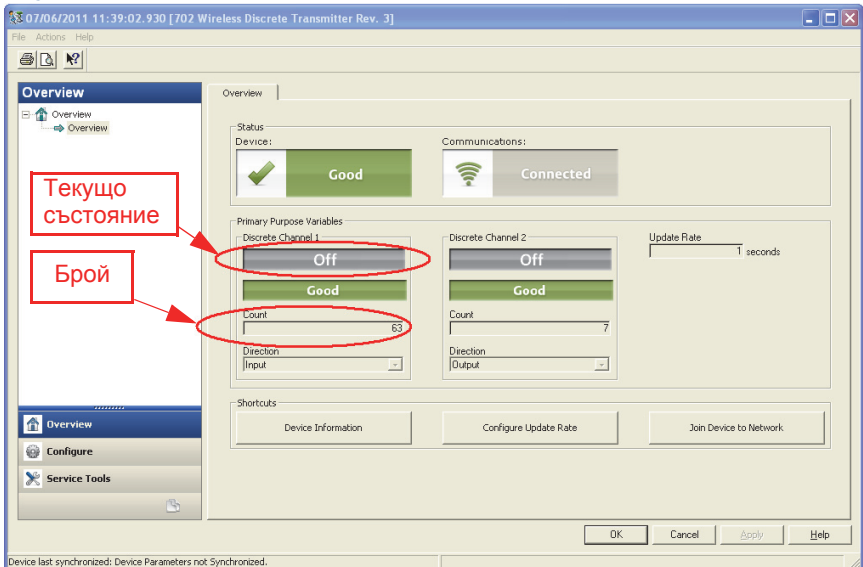 07/06/2011 11:39:02.930 [702 Wireless Discrete Transmitter Rev. 3]
File Actions Help
Overview
Overview
Overview
Текущо
състояние
Брой
Overview
Configure
Service Tools
Overview
Status
Device:
Good
Communications:
Connected
Primary Purpose Variables
Discrete Channel 1
Off
Good
Count
63
Direction
Input
Discrete Channel 2
Off
Good
Count
7
Direction
Output
Update Rate
1 seconds
Shortcuts
Device Information
Configure Update Rate
Join Device to Network
OK
Cancel
Apply
Help
Device last synchronized: Device Parameters not Synchronized.